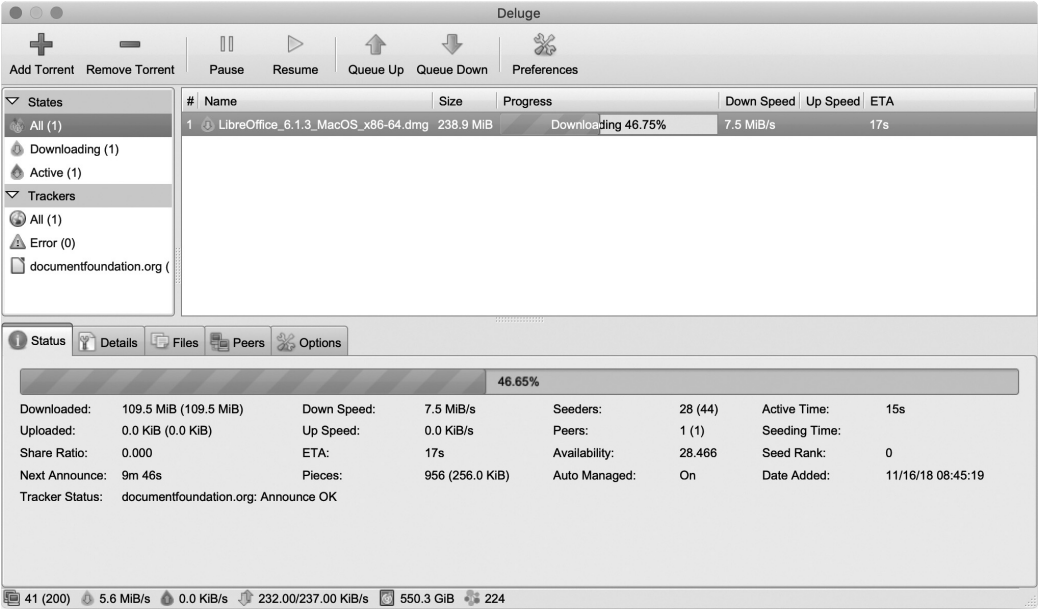 Deluge
Add Torrent Remove Torrent Pause Resume Queue Up Queue Down Preferences
States
All (1)
Downloading (1)
Active (1)
Trackers
All (1)
Error (0)
documentfoundation.org (
# Name Size Progress Down Speed Up Speed ETA
1 LibreOffice_6.1.3_MacOS_x86-64.dmg 238.9 MiB Downloading 46.75% 7.5 MiB/s 17s
Status Details Files Peers Options
46.65%
Downloaded: 109.5 MiB (109.5 MiB) Down Speed: 7.5 MiB/s Seeders: 28 (44) Active Time: 15s
Uploaded: 0.0 KiB (0.0 KiB) Up Speed: 0.0 KiB/s Peers: 1 (1) Seeding Time:
Share Ratio: 0.000 ETA: 17s Availability: 28.466 Seed Rank: 0
Next Announce: 9m 46s Pieces: 956 (256.0 KiB) Auto Managed: On Date Added: 11/16/18 08:45:19
Tracker Status: documentfoundation.org: Announce OK
41 (200) 5.6 MiB/s 0.0 KiB/s 232.00/237.00 KiB/s 550.3 GiB 224